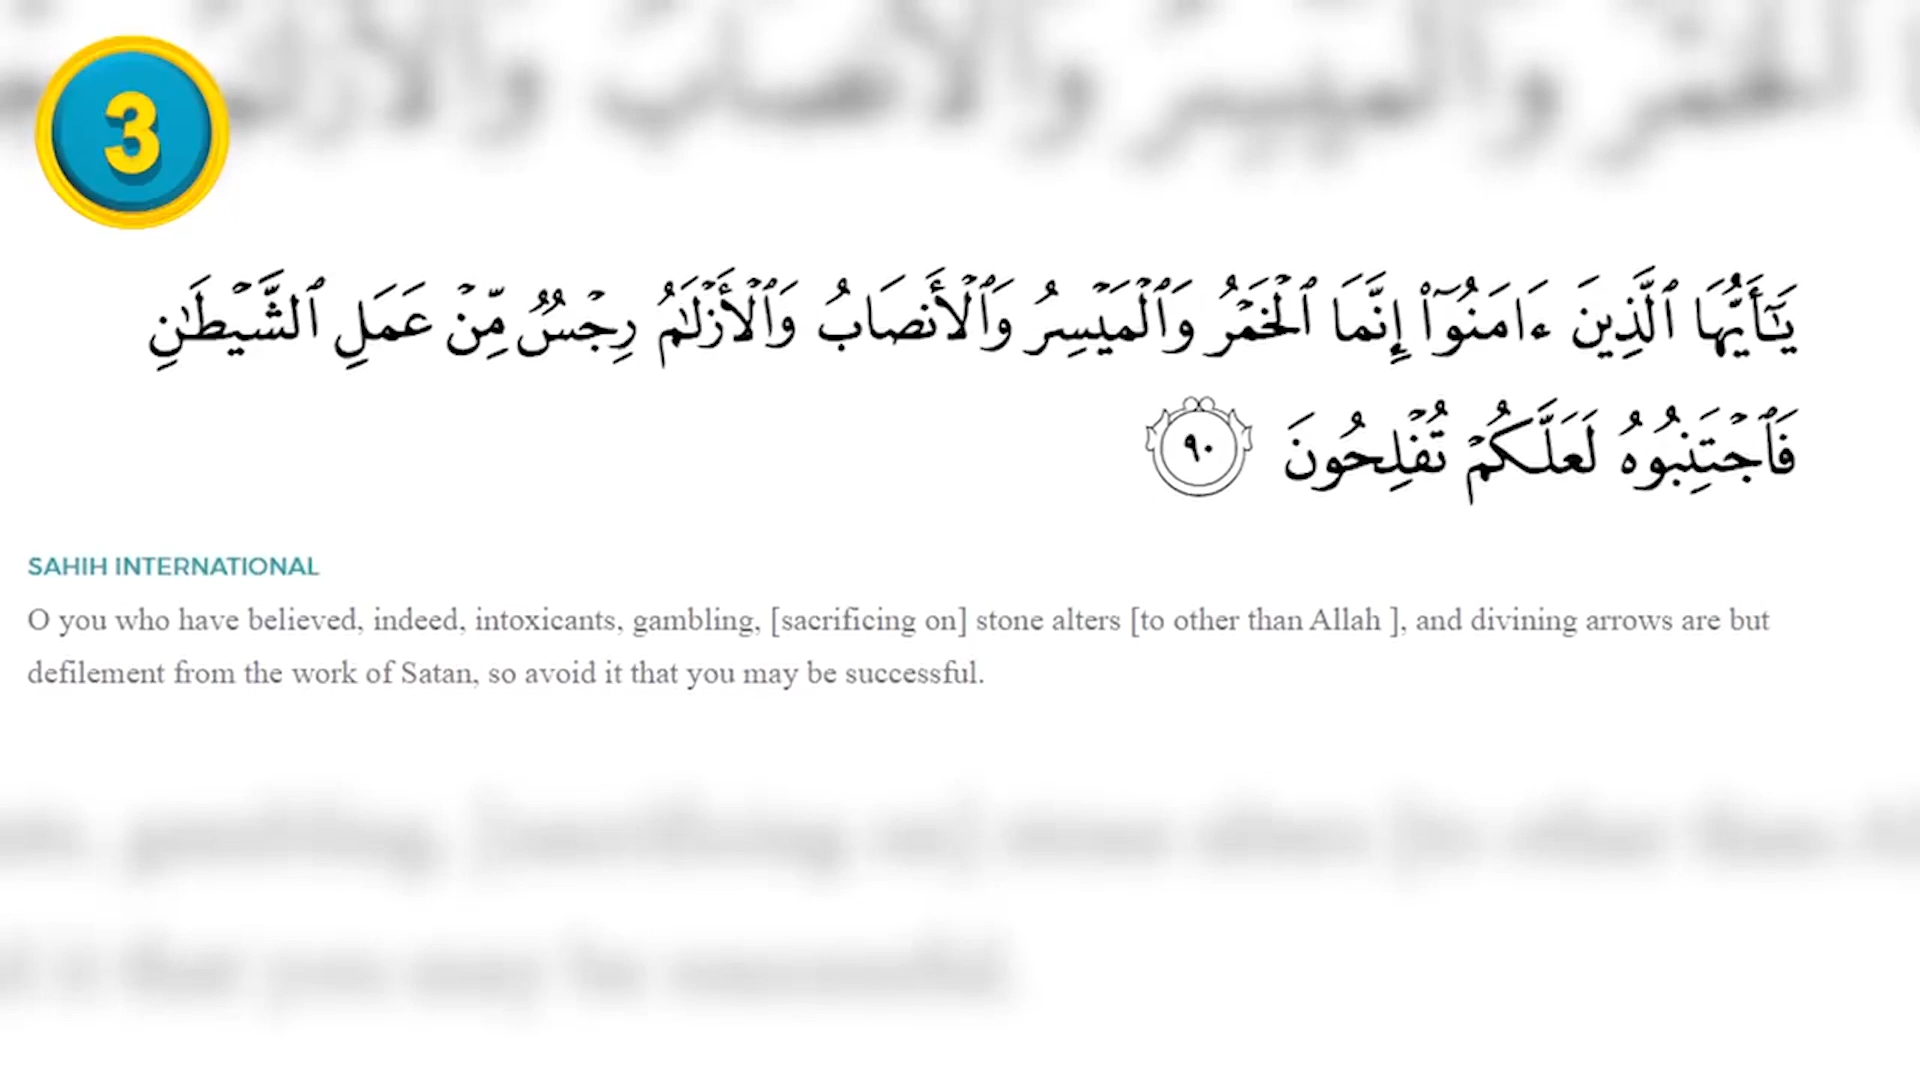 3
يَـٰٓأَيُّهَا ٱلَّذِينَ ءَامَنُوٓا۟ إِنَّمَا ٱلْخَمْرُ وَٱلْمَيْسِرُ وَٱلْأَنصَابُ وَٱلْأَزْلَـٰمُ رِجْسٌ مِّنْ عَمَلِ ٱلشَّيْطَـٰنِ
فَٱجْتَنِبُوهُ لَعَلَّكُمْ تُفْلِحُونَ ٩٠
SAHIH INTERNATIONAL
O you who have believed, indeed, intoxicants, gambling, [sacrificing on] stone alters [to other than Allah ], and divining arrows are but
defilement from the work of Satan, so avoid it that you may be successful.